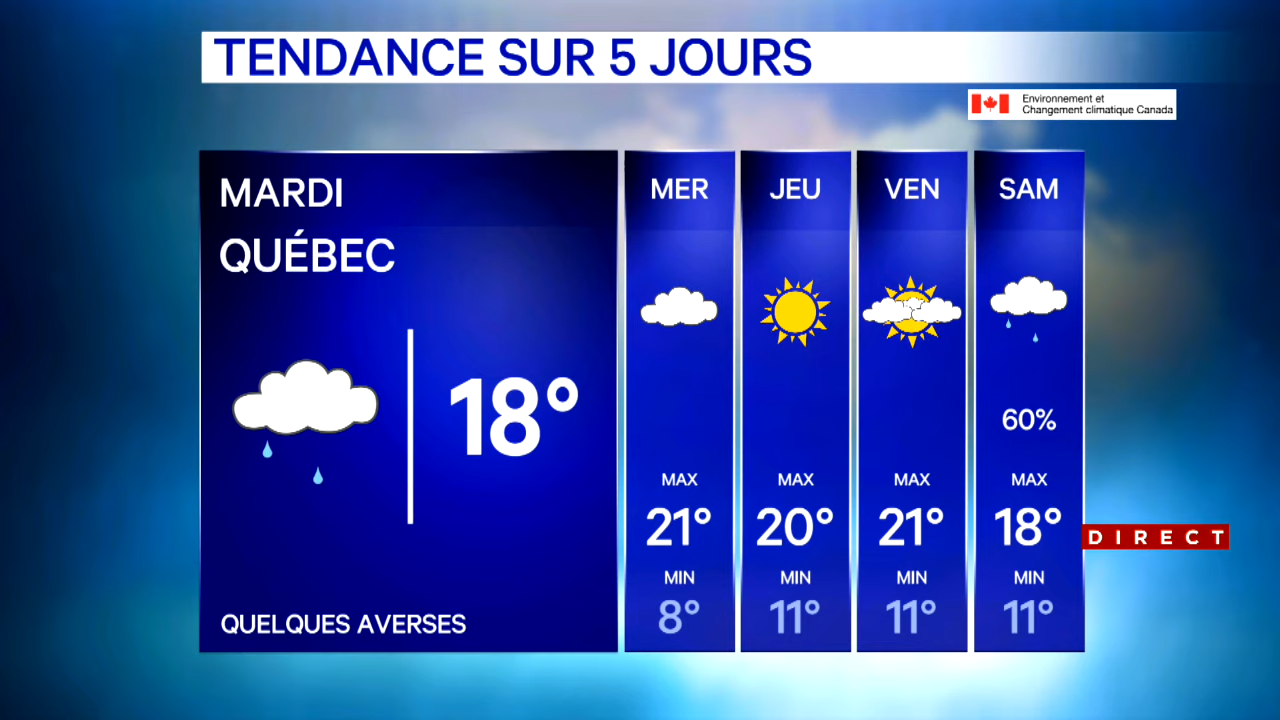 TENDANCE SUR 5 JOURS
Environnement et
Changement climatique Canada
MARDI
QUÉBEC
18°
QUELQUES AVERSES
MER
MAX
21°
MIN
8°
JEU
MAX
20°
MIN
11°
VEN
MAX
21°
MIN
11°
SAM
60%
MAX
18°
MIN
11°
DIRECT